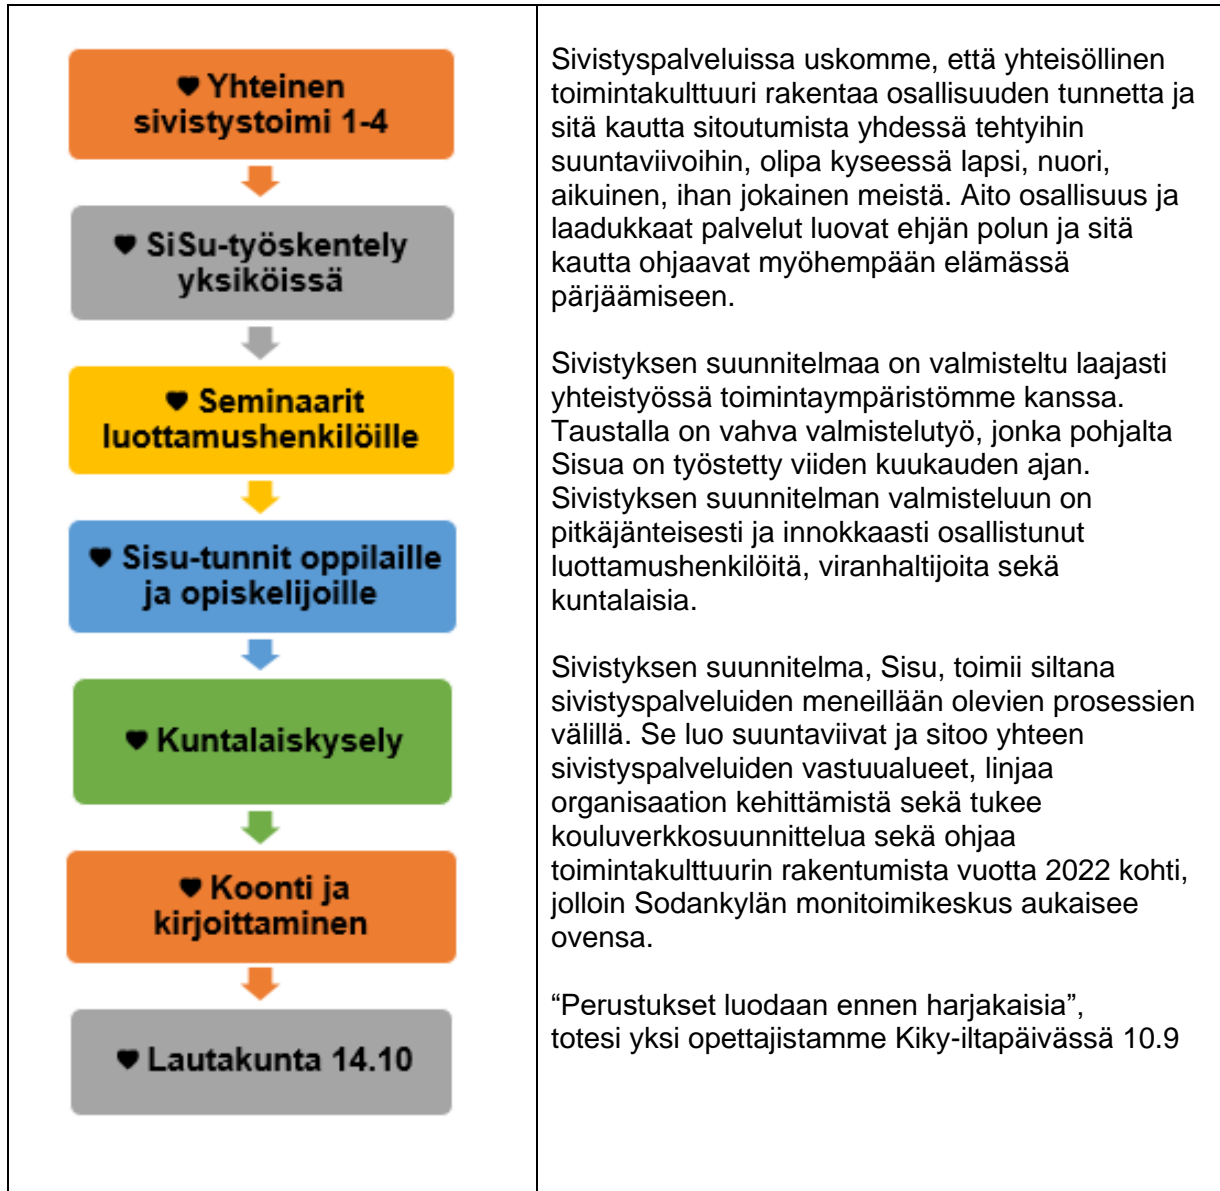 ♥ Yhteinen
sivistystoimi 1-4
♥ SiSu-työskentely
yksiköissä
♥ Seminaarit
luottamushenkilöille
♥ Sisu-tunnit oppilaille
ja opiskelijoille
♥ Kuntalaiskysely
♥ Koonti ja
kirjoittaminen
♥ Lautakunta 14.10
Sivistyspalveluissa uskomme, että yhteisöllinen
toimintakulttuuri rakentaa osallisuuden tunnetta ja
sitä kautta sitoutumista yhdessä tehtyihin
suuntaviivoihin, olipa kyseessä lapsi, nuori,
aikuinen, ihan jokainen meistä. Aito osallisuus ja
laadukkaat palvelut luovat ehjän polun ja sitä
kautta ohjaavat myöhempään elämässä
pärjäämiseen.
Sivistyksen suunnitelmaa on valmisteltu laajasti
yhteistyössä toimintaympäristömme kanssa.
Taustalla on vahva valmistelutyö, jonka pohjalta
Sisua on työstetty viiden kuukauden ajan.
Sivistyksen suunnitelman valmisteluun on
pitkäjänteisesti ja innokkaasti osallistunut
luottamushenkilöitä, viranhaltijoita sekä
kuntalaisia.
Sivistyksen suunnitelma, Sisu, toimii siltana
sivistyspalveluiden meneillään olevien prosessien
välillä. Se luo suuntaviivat ja sitoo yhteen
sivistyspalveluiden vastuualueet, linjaa
organisaation kehittämistä sekä tukee
kouluverkkosuunnittelua sekä ohjaa
toimintakulttuurin rakentumista vuotta 2022 kohti,
jolloin Sodankylän monitoimikeskus aukaisee
ovensa.
“Perustukset luodaan ennen harjakaisia”,
totesi yksi opettajistamme Kiky-iltapäivässä 10.9